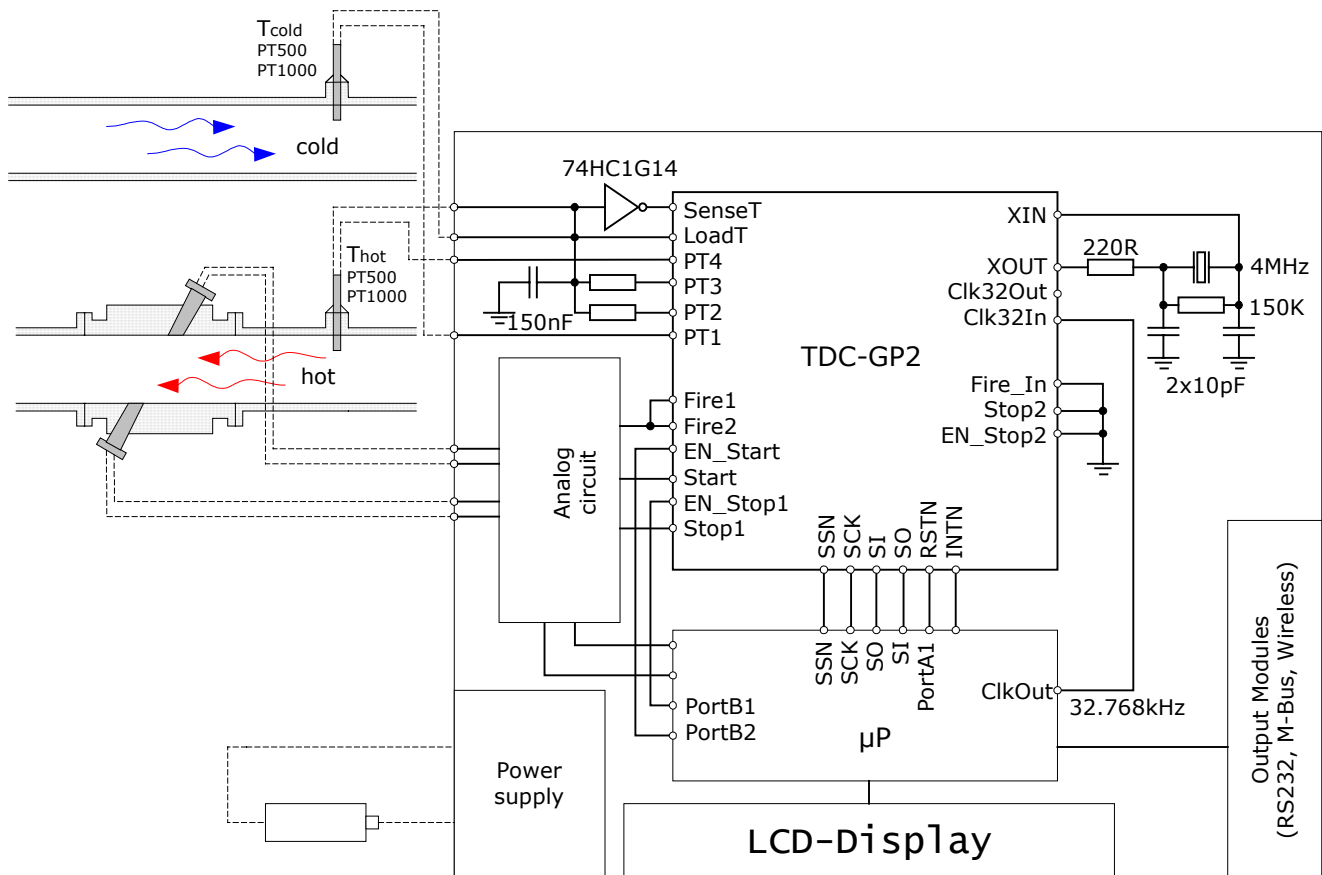 Tcold
PT500
PT1000
cold
Thot
PT500
PT1000
hot
74HC1G14
150nF
SenseT
LoadT
PT4
PT3
PT2
PT1
Fire1
Fire2
EN_Start
Start
EN_Stop1
Stop1
TDC-GP2
XIN
XOUT
Clk32Out
Clk32In
Fire_In
Stop2
EN_Stop2
220R
4MHz
150K
2x10pF
Analog
circuit
SSN
SCK
SI
SO
RSTN
INTN
SSN
SCK
SO
SI
PortA1
PortB1
PortB2
µP
ClkOut
32.768kHz
Power
supply
LCD-Display
Output Modules
(RS232, M-Bus, Wireless)